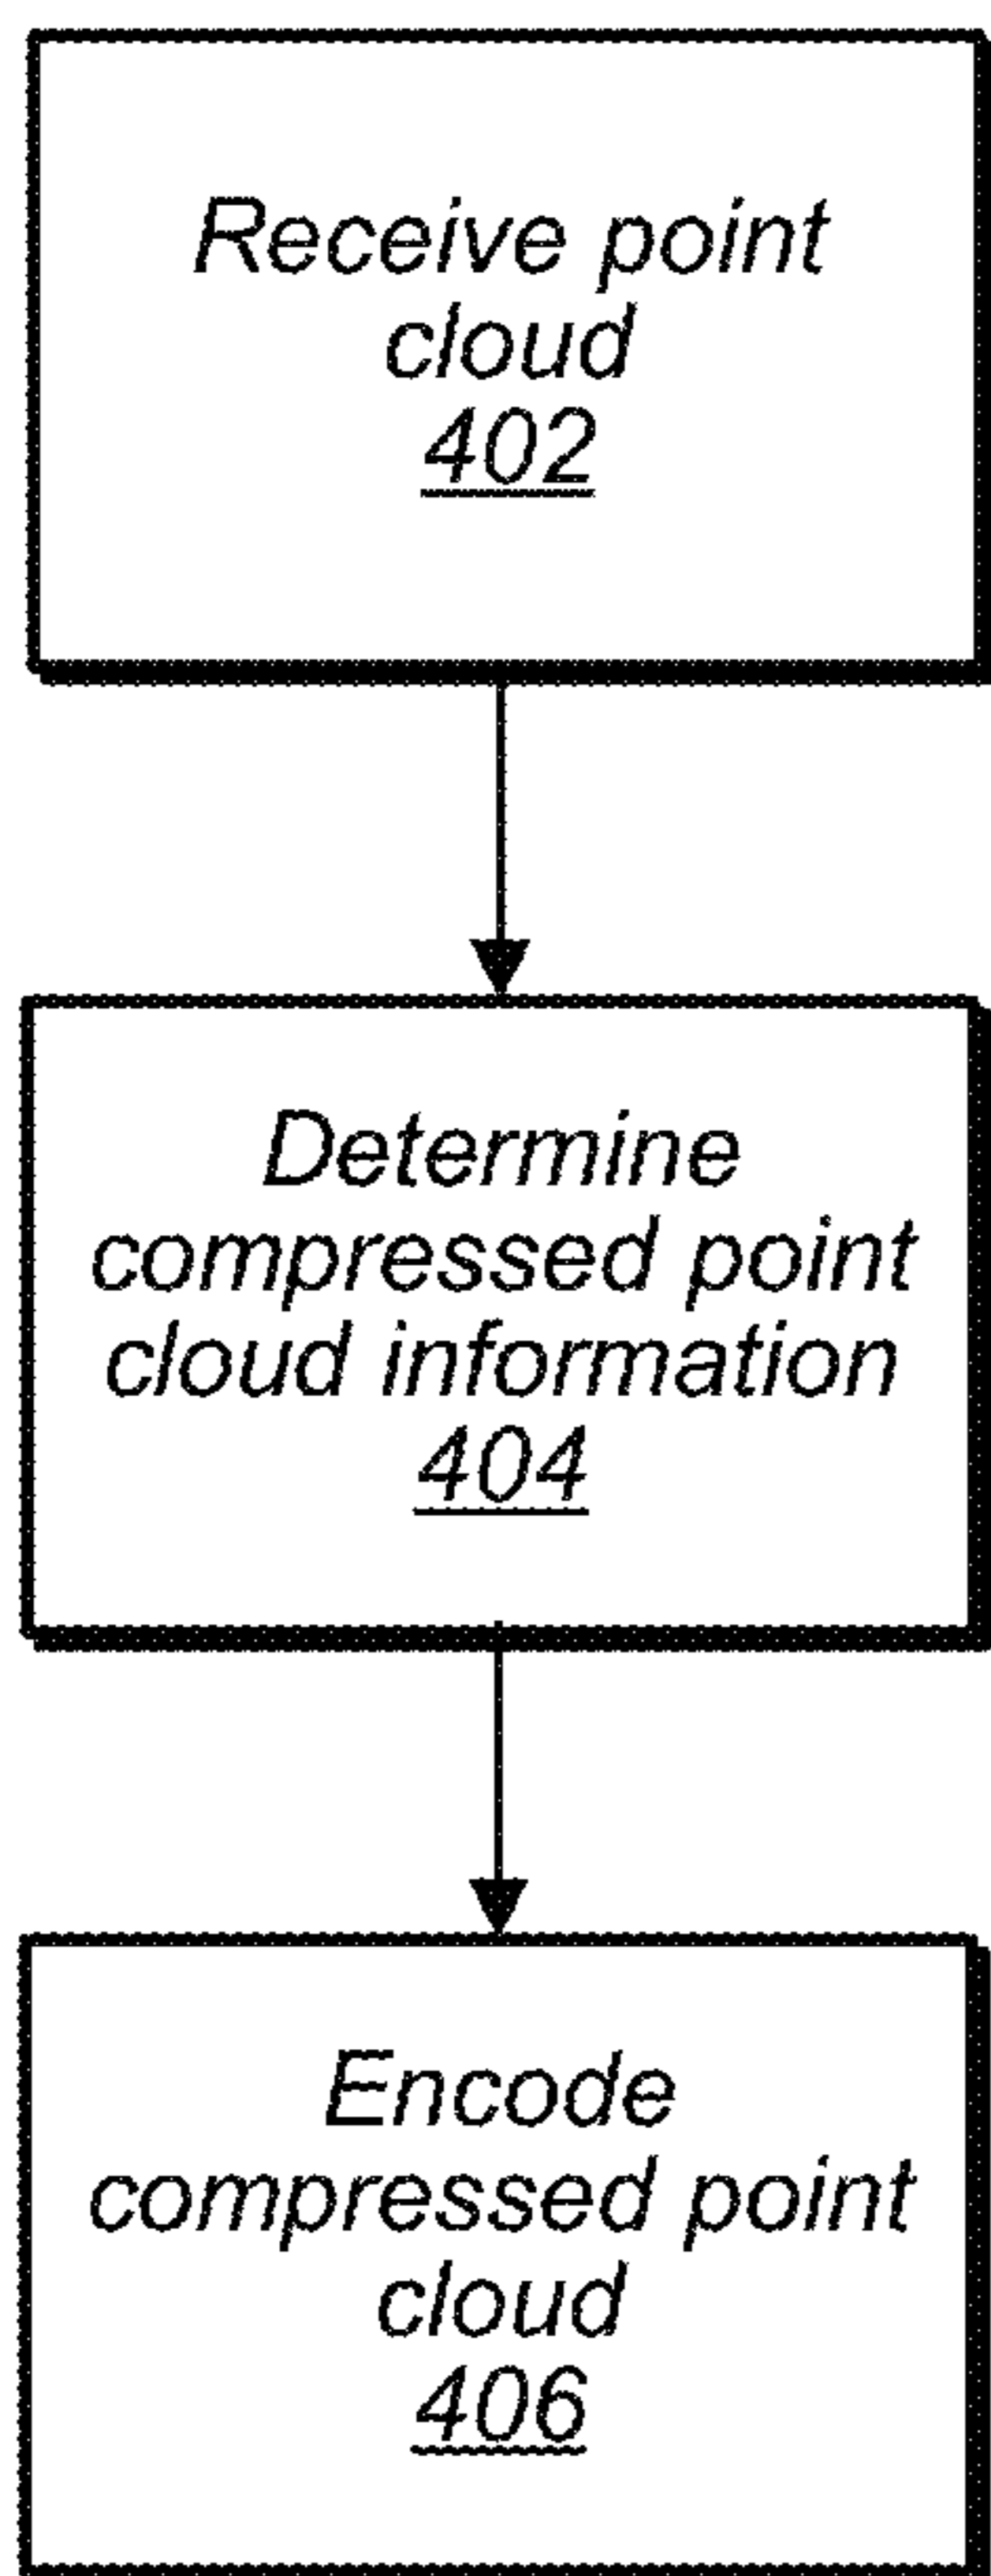 Receive point
cloud
402
Determine
compressed point
cloud information
404
Encode
compressed point
cloud
406